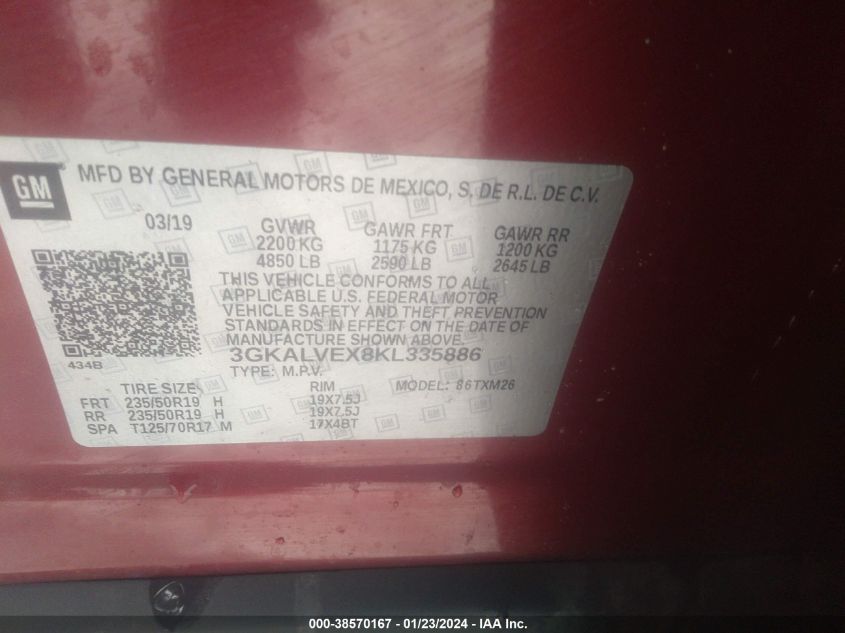 GM
MFD BY GENERAL MOTORS DE MEXICO, S. DE R.L. DE C.V.
03/19 GVWR GAWR FRT GAWR RR
2200 KG 1175 KG 1200 KG
4850 LB 2590 LB 2645 LB
THIS VEHICLE CONFORMS TO ALL
APPLICABLE U.S. FEDERAL MOTOR
VEHICLE SAFETY AND THEFT PREVENTION
STANDARDS IN EFFECT ON THE DATE OF
MANUFACTURE SHOWN ABOVE.
434B
3GKALVEX8KL335886
TYPE: M.P.V. MODEL: 86TXM26
TIRE SIZE RIM
FRT 235/50R19 H 19X7.5J
RR 235/50R19 H 19X7.5J
SPA T125/70R17 M 17X4BT
000-38570167 - 01/23/2024 - IAA Inc.